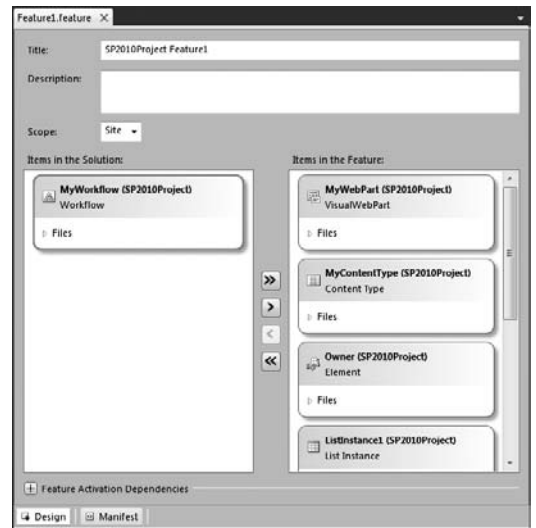 Feature1.feature
Title:
SP2010Project Feature1
Description:
Scope:
Site
Items in the Solution:
MyWorkflow (SP2010Project)
Workflow
Files
Items in the Feature:
MyWebPart (SP2010Project)
VisualWebPart
Files
MyContentType (SP2010Project)
Content Type
Files
Owner (SP2010Project)
Element
Files
ListInstance1 (SP2010Project)
List Instance
Feature Activation Dependencies
Design
Manifest